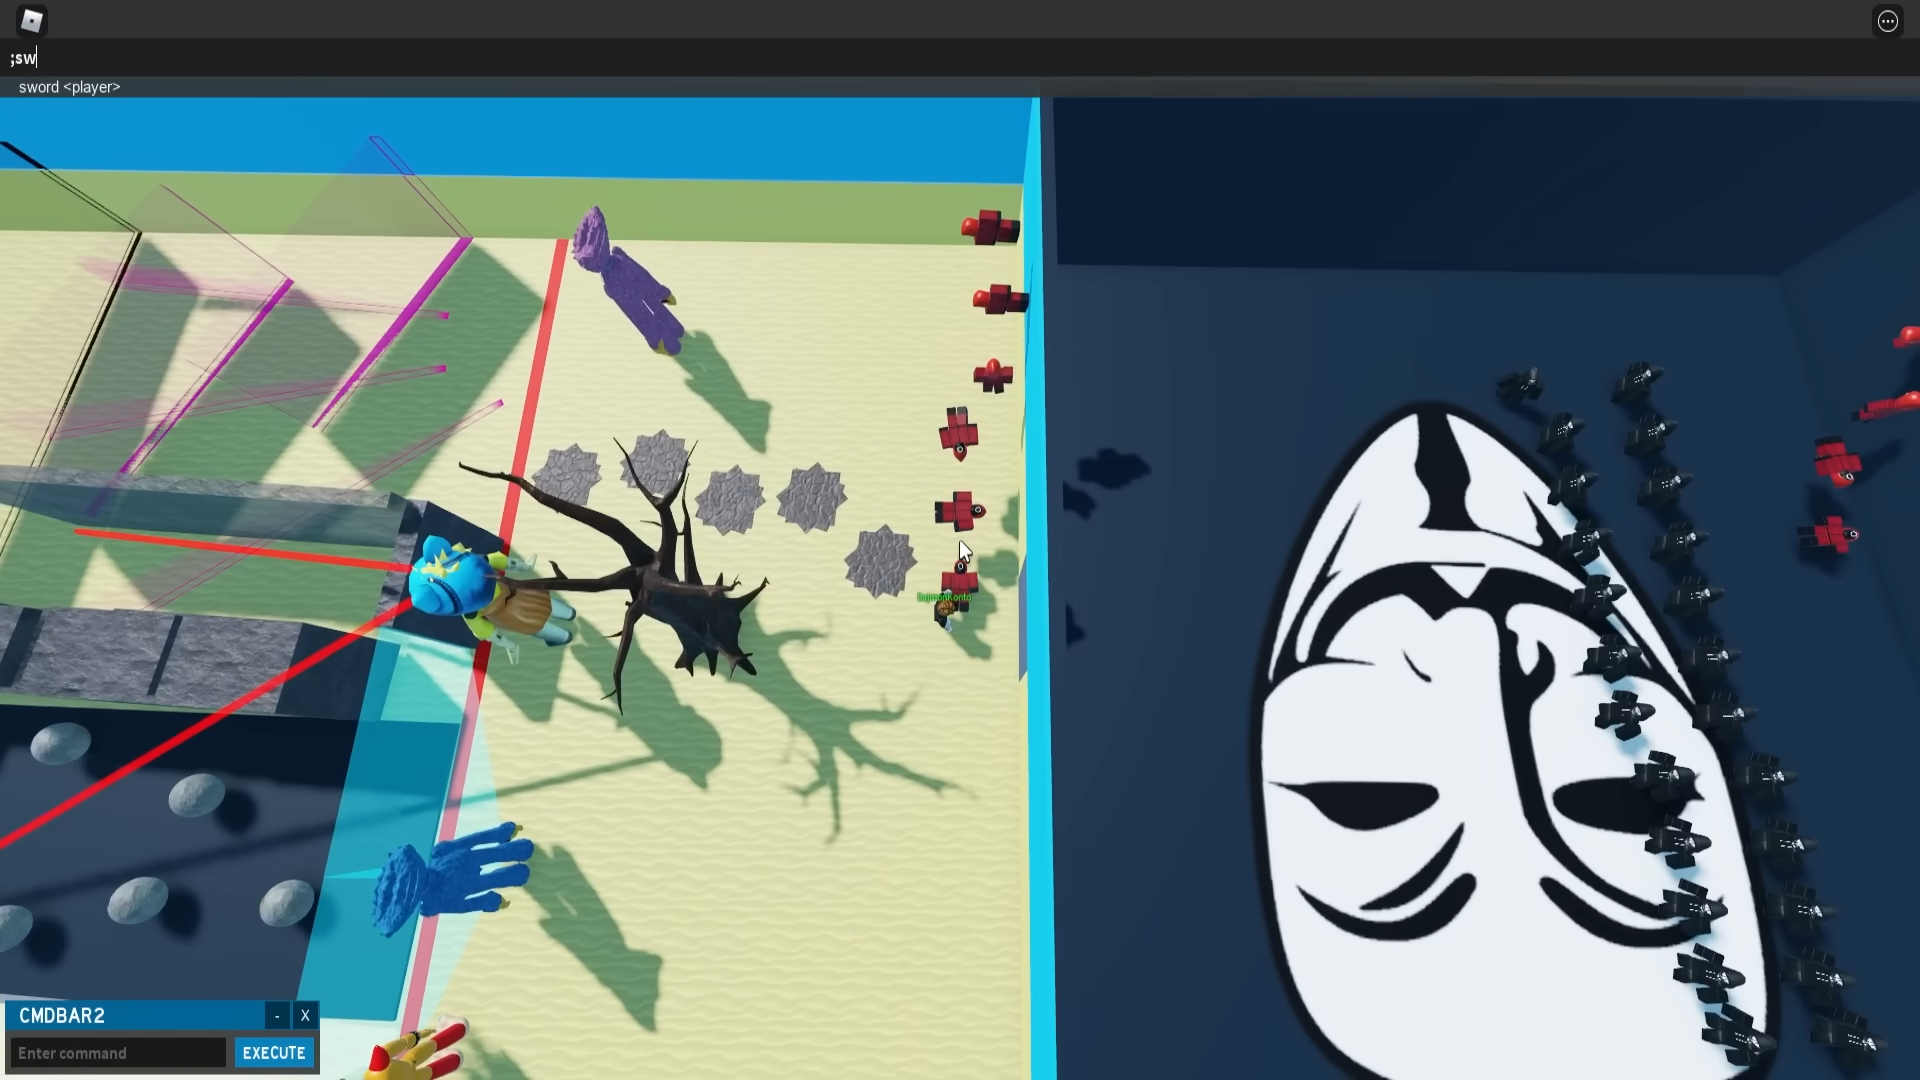 ;sw
sword <player>
CMDBAR2
-
X
Enter command
EXECUTE